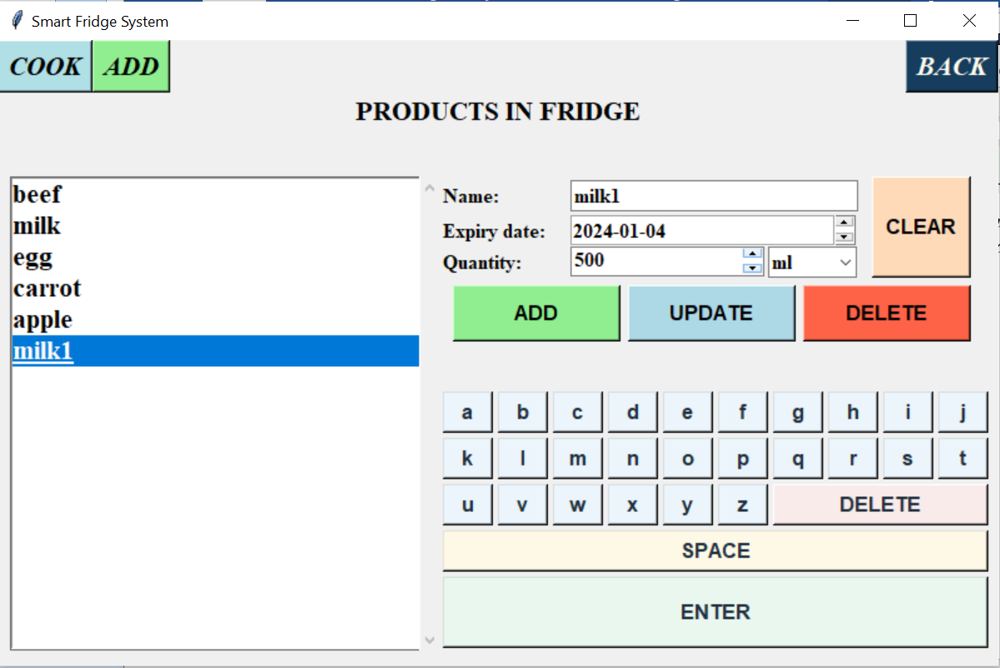 Smart Fridge System
COOK ADD BACK
PRODUCTS IN FRIDGE
beef
milk
egg
carrot
apple
milk1
Name: milk1
Expiry date: 2024-01-04
Quantity: 500 ml
CLEAR
ADD UPDATE DELETE
a b c d e f g h i j
k l m n o p q r s t
u v w x y z DELETE
SPACE
ENTER